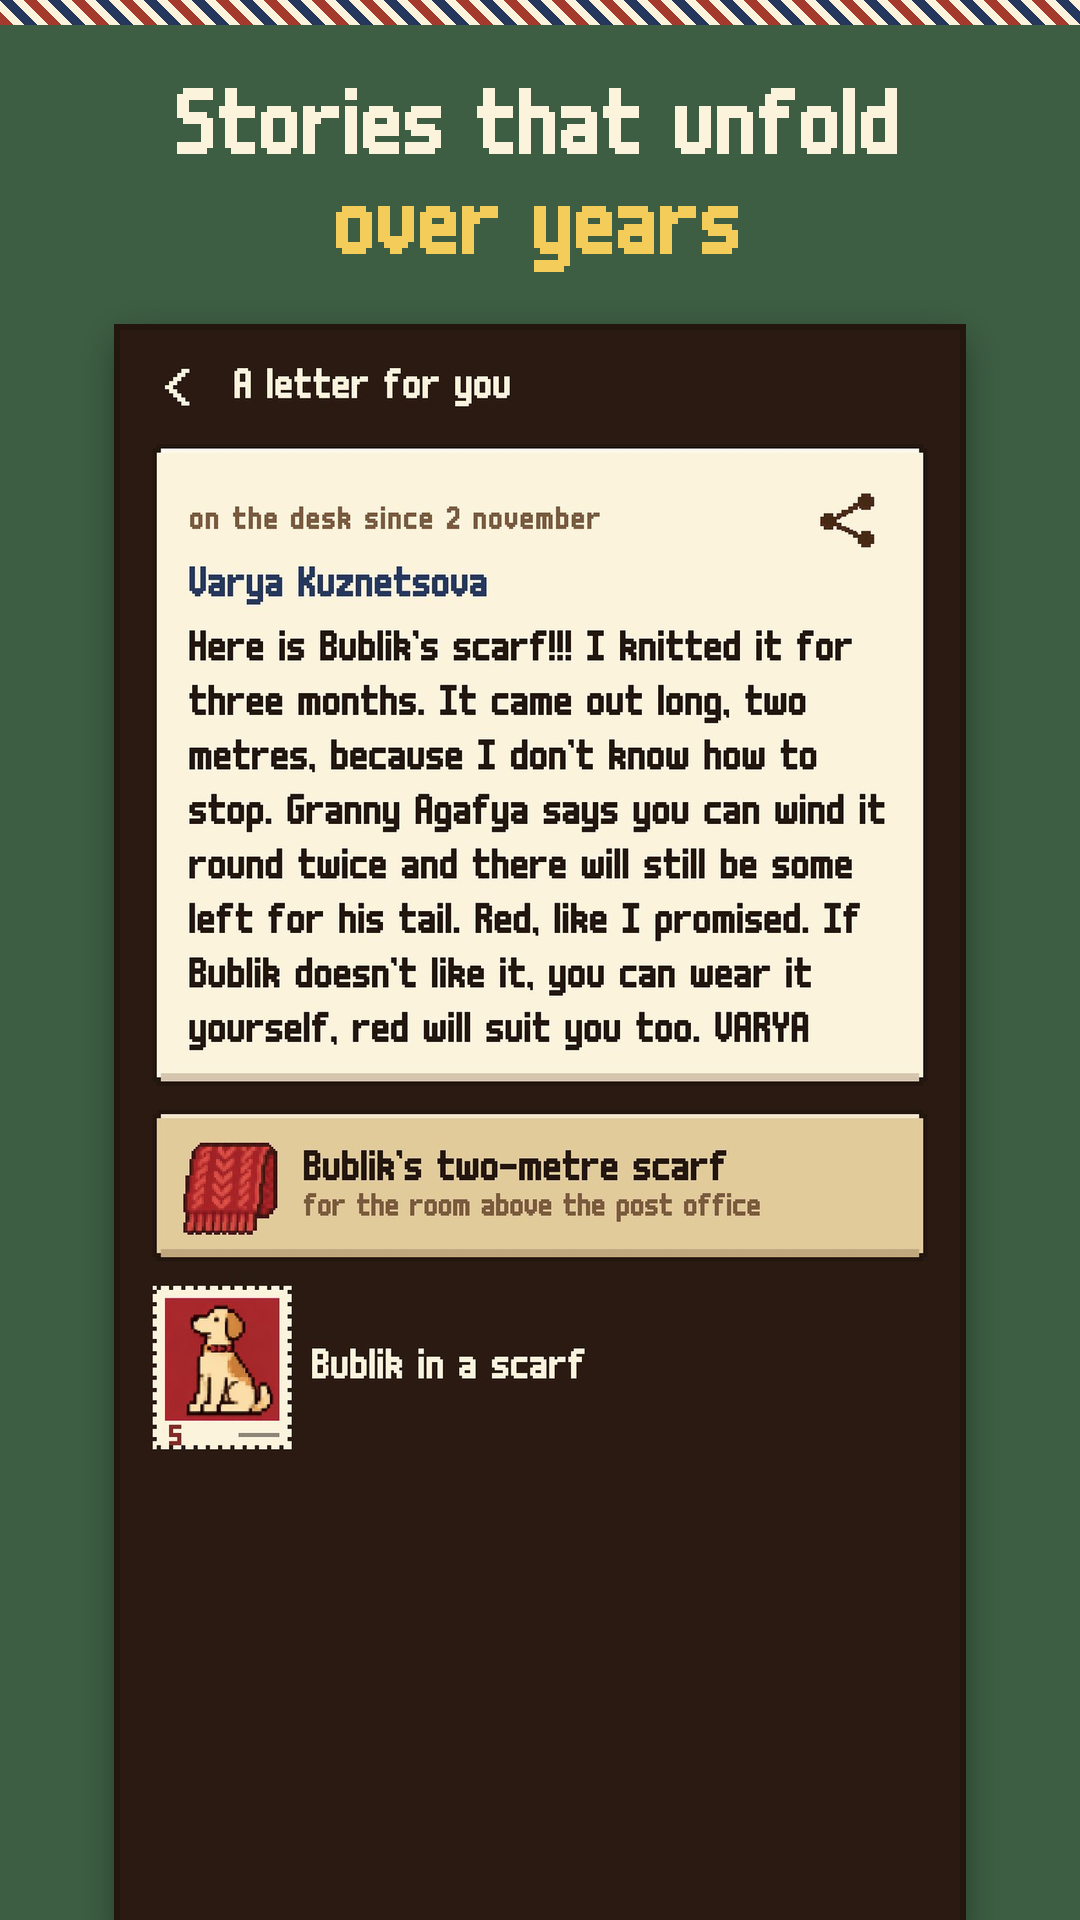 Stories that unfold
over years
A letter for you
on the desk since 2 november
Varya Kuznetsova
Here is Bublik's scarf!!! I knitted it for
three months. It came out long, two
metres, because I don't know how to
stop. Granny Agafya says you can wind it
round twice and there will still be some
left for his tail. Red, like I promised. If
Bublik doesn't like it, you can wear it
yourself, red will suit you too. VARYA
Bublik's two-metre scarf
for the room above the post office
Bublik in a scarf
5